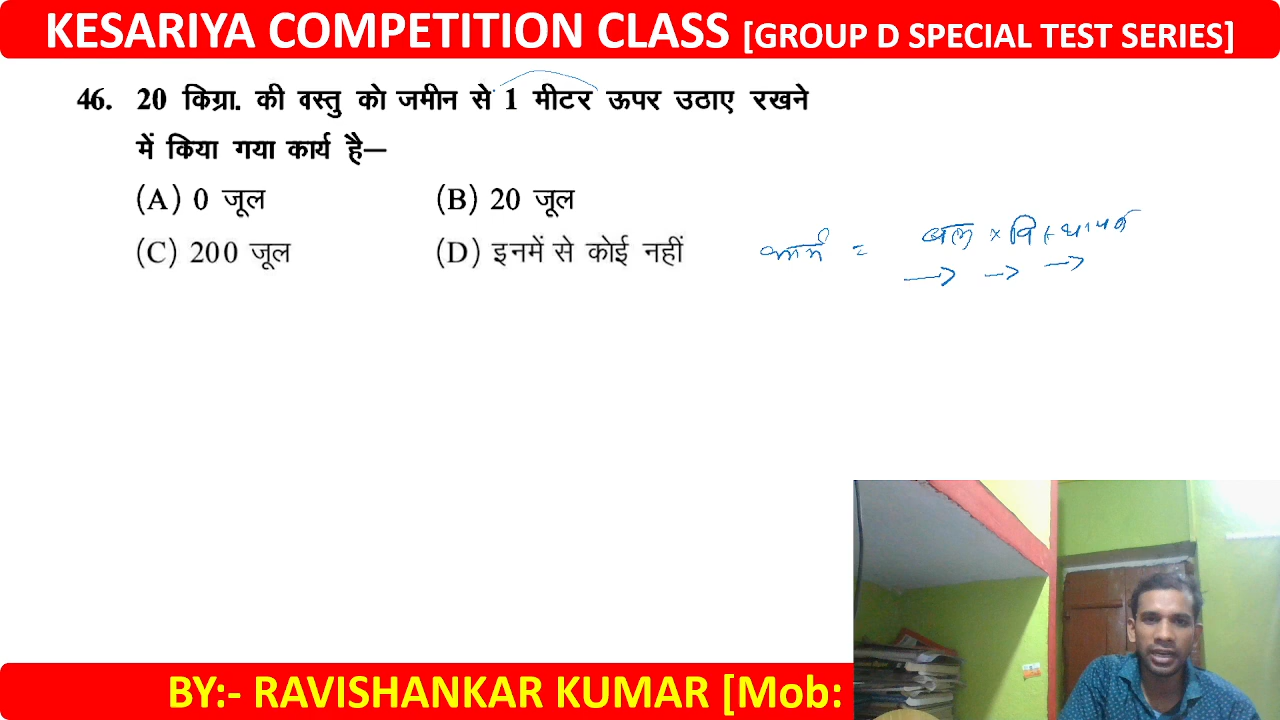 KESARIYA COMPETITION CLASS [GROUP D SPECIAL TEST SERIES]
46. 20 किग्रा. की वस्तु को जमीन से 1 मीटर ऊपर उठाए रखने
में किया गया कार्य है—
(A) 0 जूल (B) 20 जूल
(C) 200 जूल (D) इनमें से कोई नहीं
कार्य = बल × विस्थापन
BY:- RAVISHANKAR KUMAR [Mob: